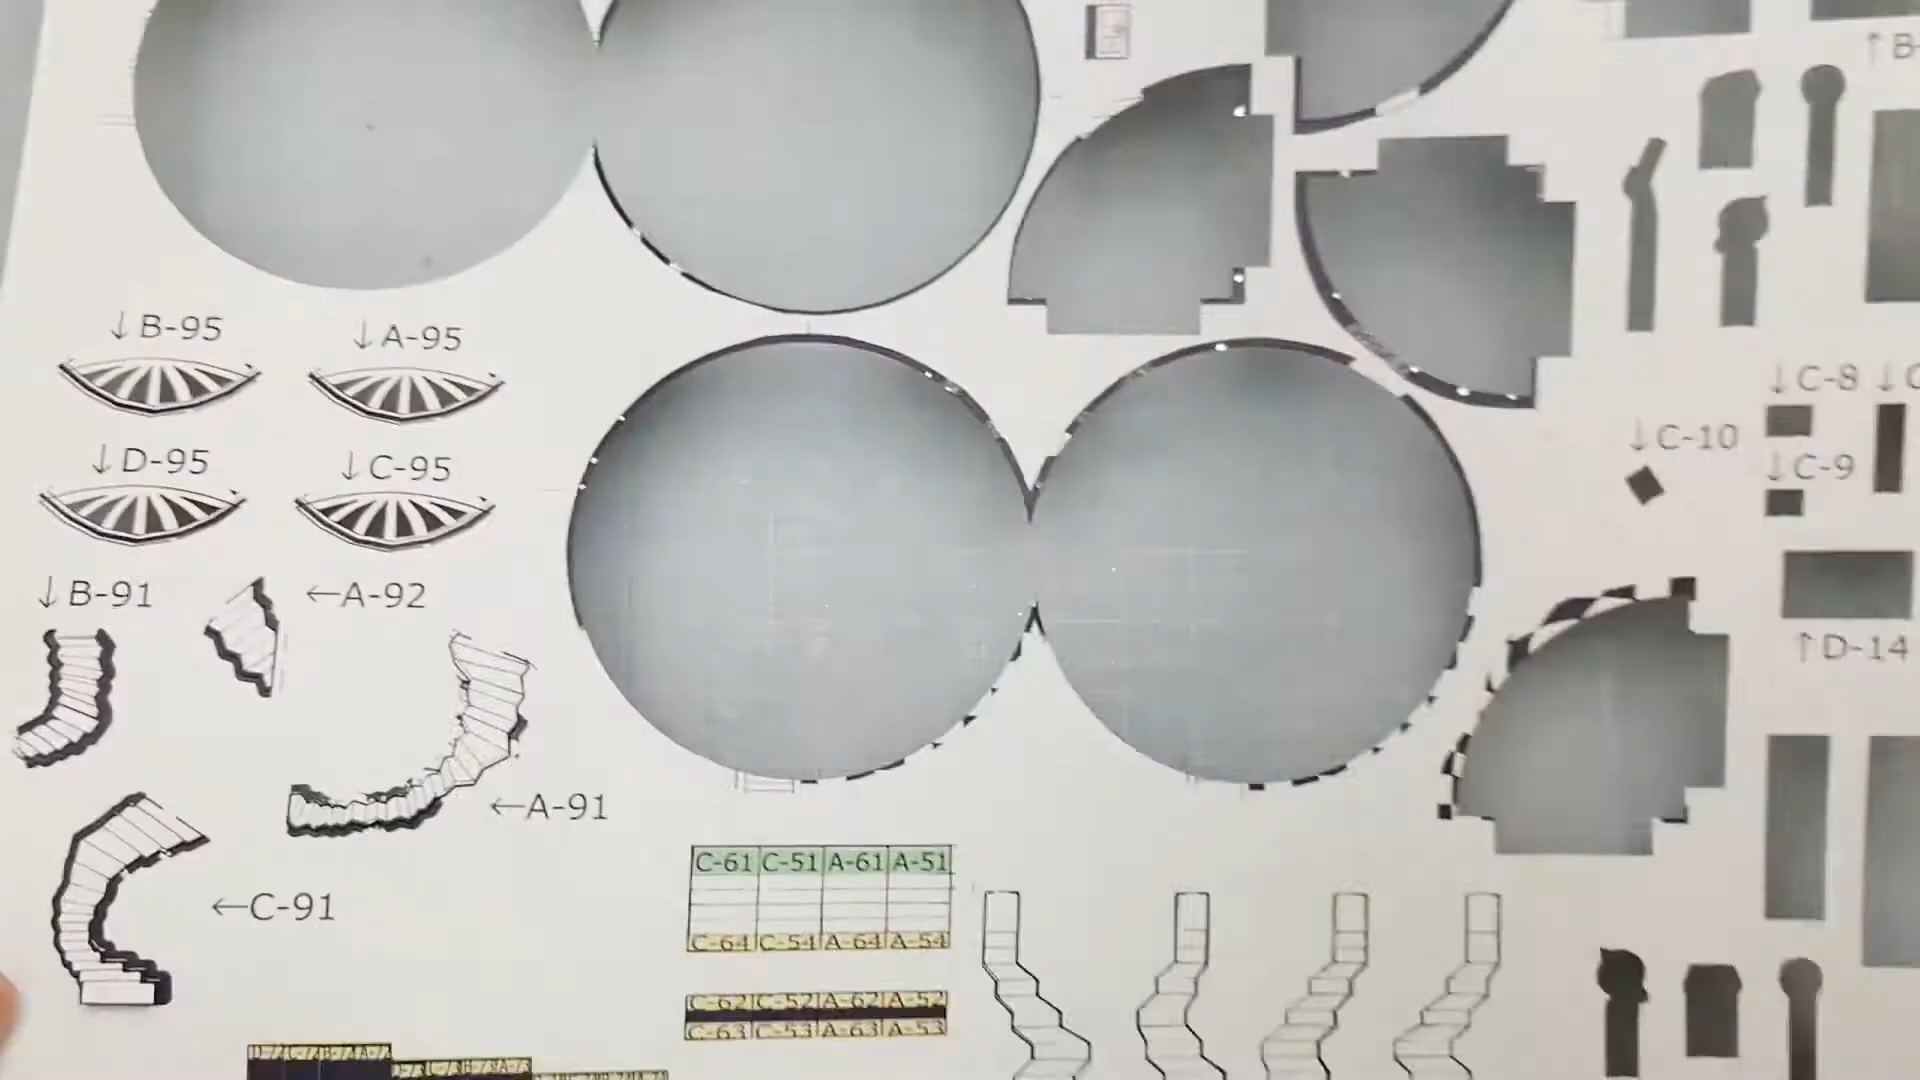 ↑B-
↓B-95 ↓A-95
↓C-8 ↓C
↓D-95 ↓C-95
↓C-10
↓C-9
↓B-91 ←A-92
↑D-14
←A-91
C-61 C-51 A-61 A-51
←C-91
C-64 C-54 A-64 A-54
C-62 C-52 A-62 A-52
C-63 C-53 A-63 A-53